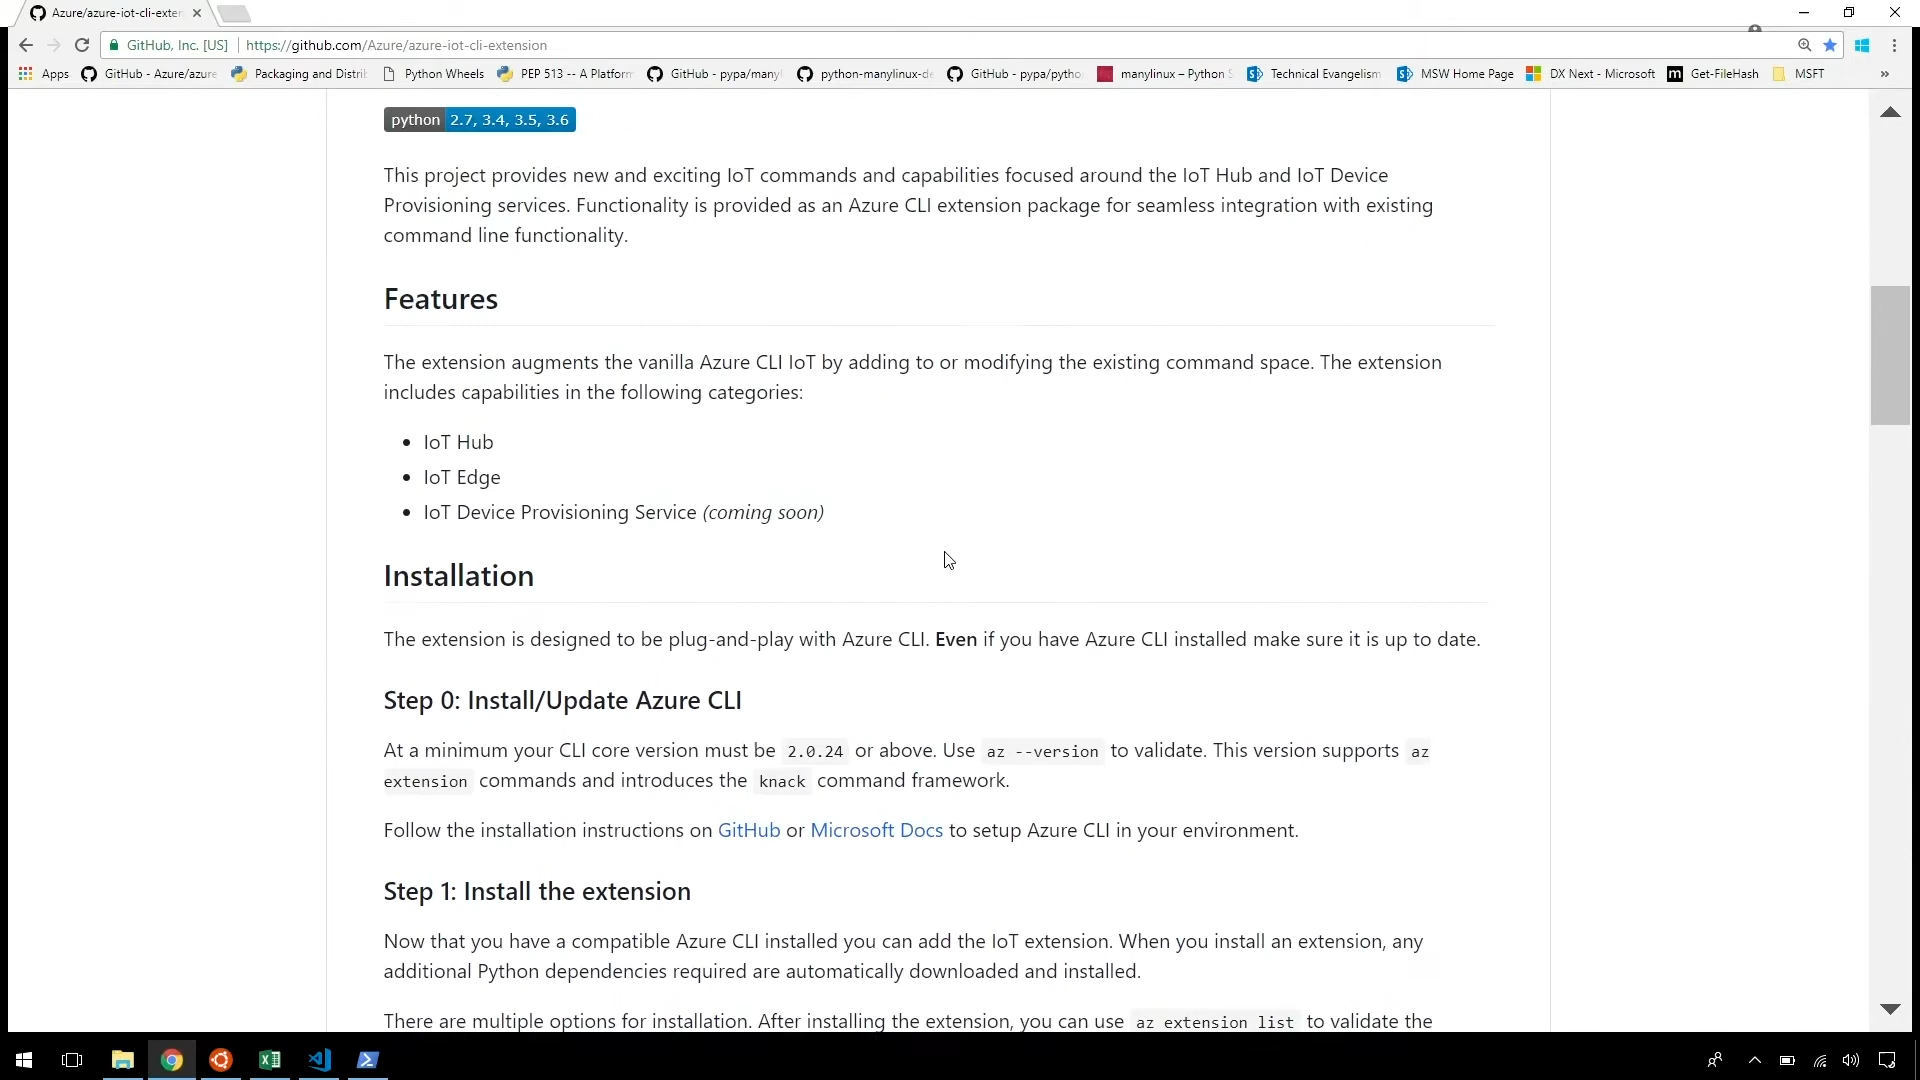 Azure/azure-iot-cli-exten
GitHub, Inc. [US] https://github.com/Azure/azure-iot-cli-extension
Apps GitHub - Azure/azure Packaging and Distrib Python Wheels PEP 513 -- A Platform GitHub - pypa/many python-manylinux-de GitHub - pypa/pytho manylinux – Python S Technical Evangelism MSW Home Page DX Next - Microsoft Get-FileHash MSFT »
python 2.7, 3.4, 3.5, 3.6
This project provides new and exciting IoT commands and capabilities focused around the IoT Hub and IoT Device
Provisioning services. Functionality is provided as an Azure CLI extension package for seamless integration with existing
command line functionality.
Features
The extension augments the vanilla Azure CLI IoT by adding to or modifying the existing command space. The extension
includes capabilities in the following categories:
• IoT Hub
• IoT Edge
• IoT Device Provisioning Service (coming soon)
Installation
The extension is designed to be plug-and-play with Azure CLI. Even if you have Azure CLI installed make sure it is up to date.
Step 0: Install/Update Azure CLI
At a minimum your CLI core version must be 2.0.24 or above. Use az --version to validate. This version supports az
extension commands and introduces the knack command framework.
Follow the installation instructions on GitHub or Microsoft Docs to setup Azure CLI in your environment.
Step 1: Install the extension
Now that you have a compatible Azure CLI installed you can add the IoT extension. When you install an extension, any
additional Python dependencies required are automatically downloaded and installed.
There are multiple options for installation. After installing the extension, you can use az extension list to validate the